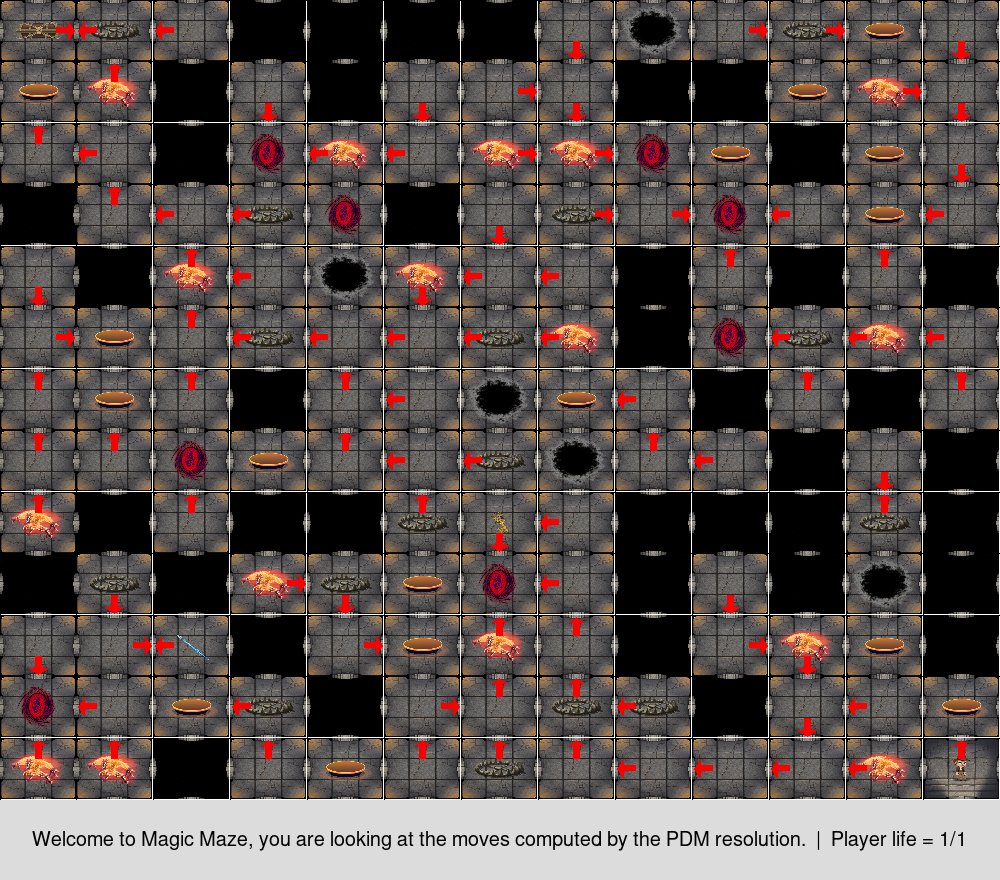 Welcome to Magic Maze, you are looking at the moves computed by the PDM resolution.  |  Player life = 1/1